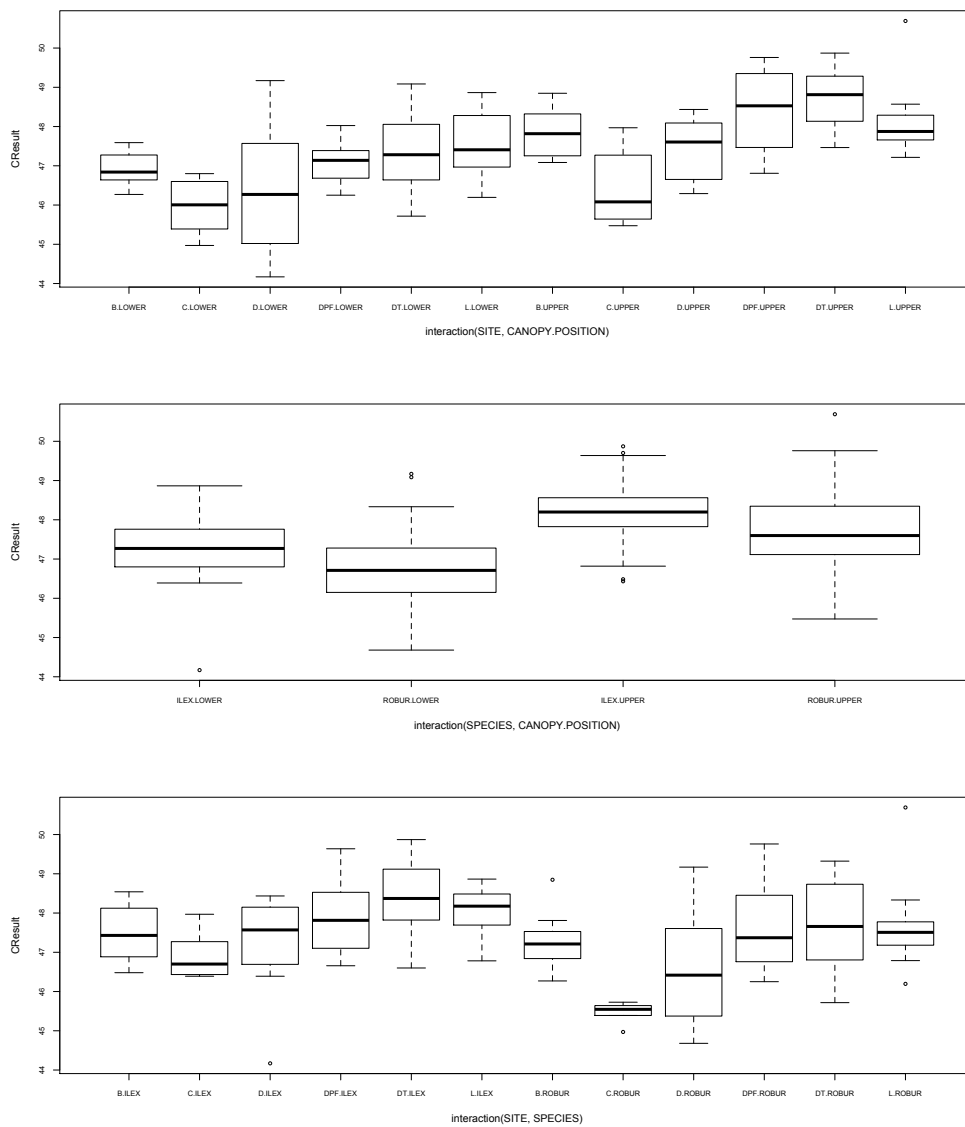 CResult
50
49
48
47
46
45
44
B.LOWER C.LOWER D.LOWER DPF.LOWER DT.LOWER L.LOWER B.UPPER C.UPPER D.UPPER DPF.UPPER DT.UPPER L.UPPER
interaction(SITE, CANOPY.POSITION)
CResult
50
49
48
47
46
45
44
ILEX.LOWER ROBUR.LOWER ILEX.UPPER ROBUR.UPPER
interaction(SPECIES, CANOPY.POSITION)
CResult
50
49
48
47
46
45
44
B.ILEX C.ILEX D.ILEX DPF.ILEX DT.ILEX L.ILEX B.ROBUR C.ROBUR D.ROBUR DPF.ROBUR DT.ROBUR L.ROBUR
interaction(SITE, SPECIES)